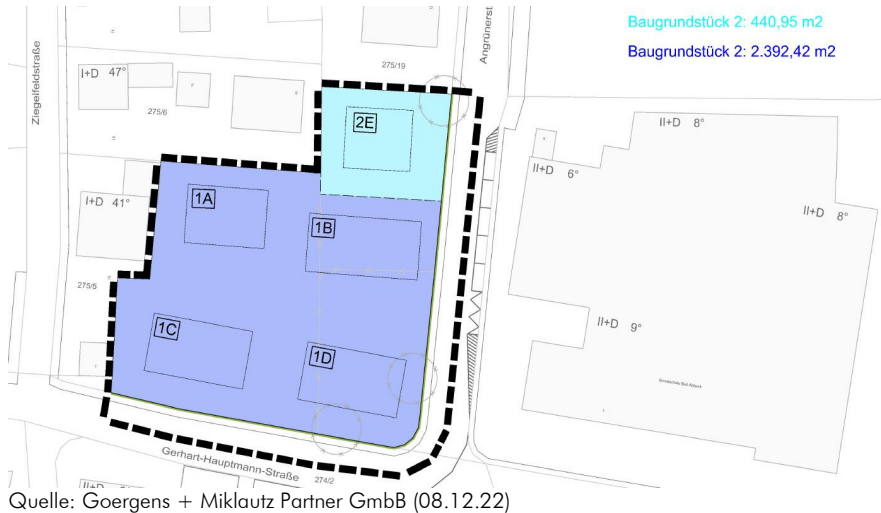 Baugrundstück 2: 440,95 m2
Baugrundstück 2: 2.392,42 m2
Ziegelfeldstraße
Angrünerst
275/19
I+D 47°
275/6
2E
II+D 8°
II+D 6°
II+D 8°
I+D 41°
1A
1B
275/5
1C
1D
II+D 9°
Gerhart-Hauptmann-Straße
274/2
Quelle: Goergens + Miklautz Partner GmbB (08.12.22)